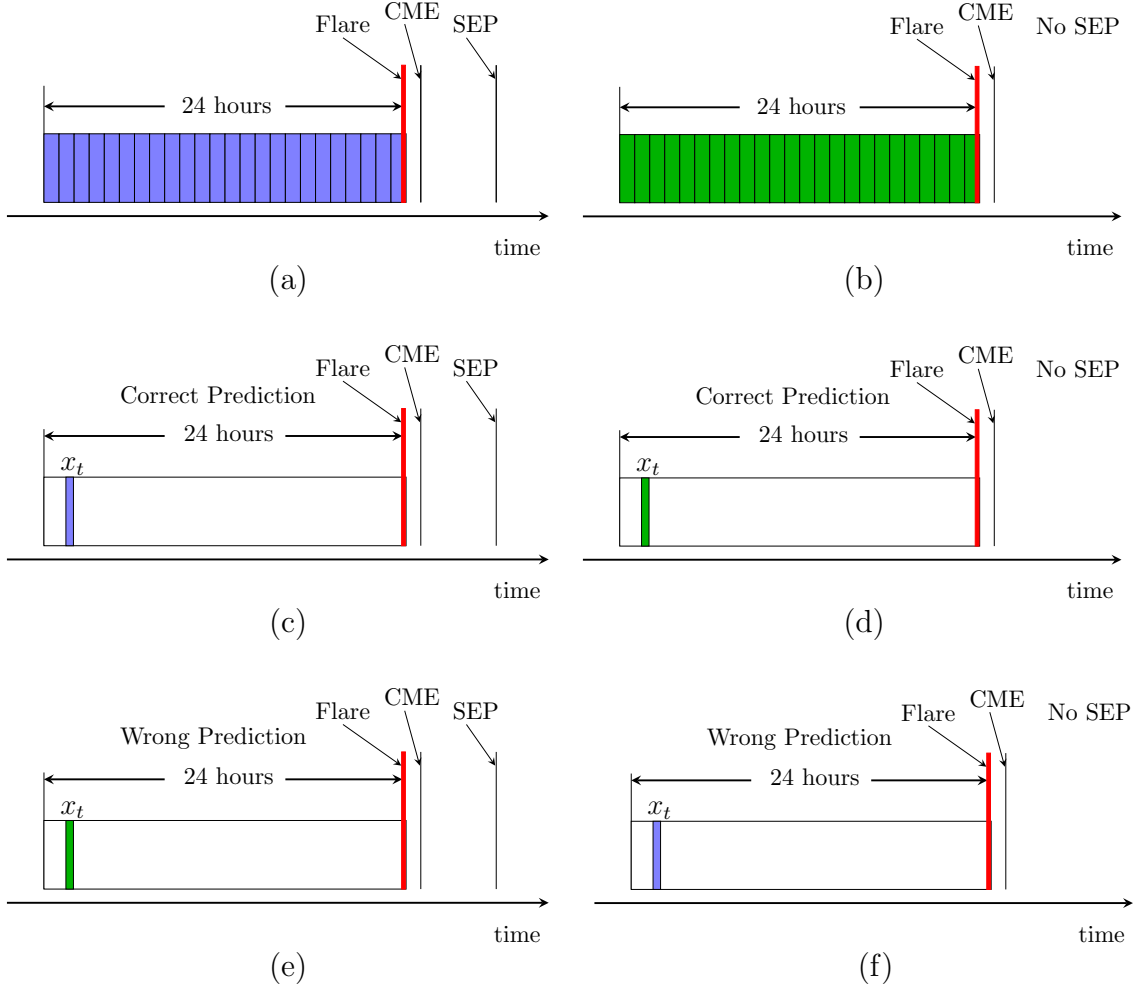 CME
Flare
SEP
24 hours
time
(a)
CME
Flare
No SEP
24 hours
time
(b)
CME
Flare
SEP
Correct Prediction
24 hours
x_t
time
(c)
CME
Flare
No SEP
Correct Prediction
24 hours
x_t
time
(d)
CME
Flare
SEP
Wrong Prediction
24 hours
x_t
time
(e)
CME
Flare
No SEP
Wrong Prediction
24 hours
x_t
time
(f)